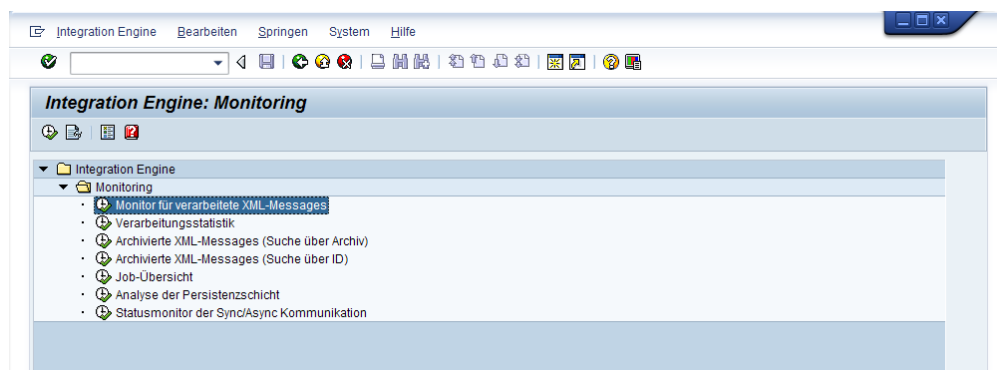 Integration Engine Bearbeiten Springen System Hilfe
Integration Engine: Monitoring
Integration Engine
Monitoring
Monitor für verarbeitete XML-Messages
Verarbeitungsstatistik
Archivierte XML-Messages (Suche über Archiv)
Archivierte XML-Messages (Suche über ID)
Job-Übersicht
Analyse der Persistenzschicht
Statusmonitor der Sync/Async Kommunikation